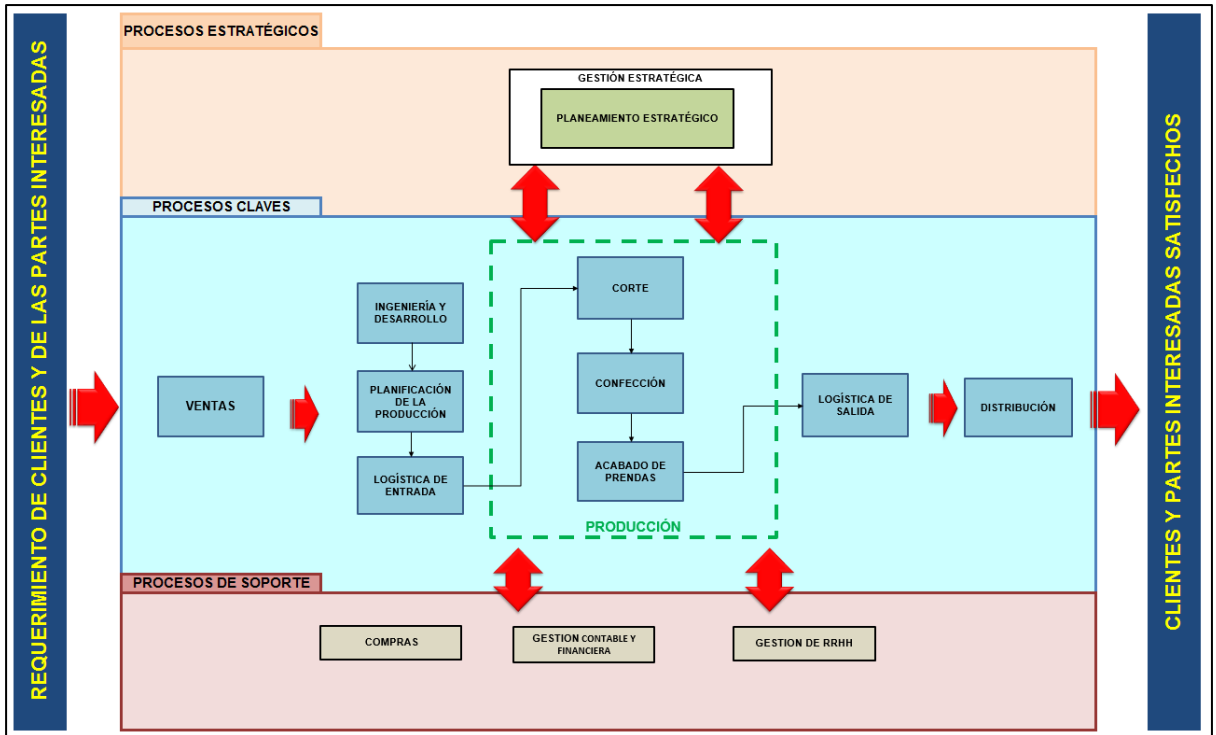 REQUERIMIENTO DE CLIENTES Y DE LAS PARTES INTERESADAS
PROCESOS ESTRATÉGICOS
GESTIÓN ESTRATÉGICA
PLANEAMIENTO ESTRATÉGICO
PROCESOS CLAVES
VENTAS
INGENIERÍA Y
DESARROLLO
PLANIFICACIÓN
DE LA
PRODUCCIÓN
LOGÍSTICA DE
ENTRADA
CORTE
CONFECCIÓN
ACABADO DE
PRENDAS
PRODUCCIÓN
LOGÍSTICA DE
SALIDA
DISTRIBUCIÓN
PROCESOS DE SOPORTE
COMPRAS
GESTION CONTABLE Y
FINANCIERA
GESTION DE RRHH
CLIENTES Y PARTES INTERESADAS SATISFECHOS